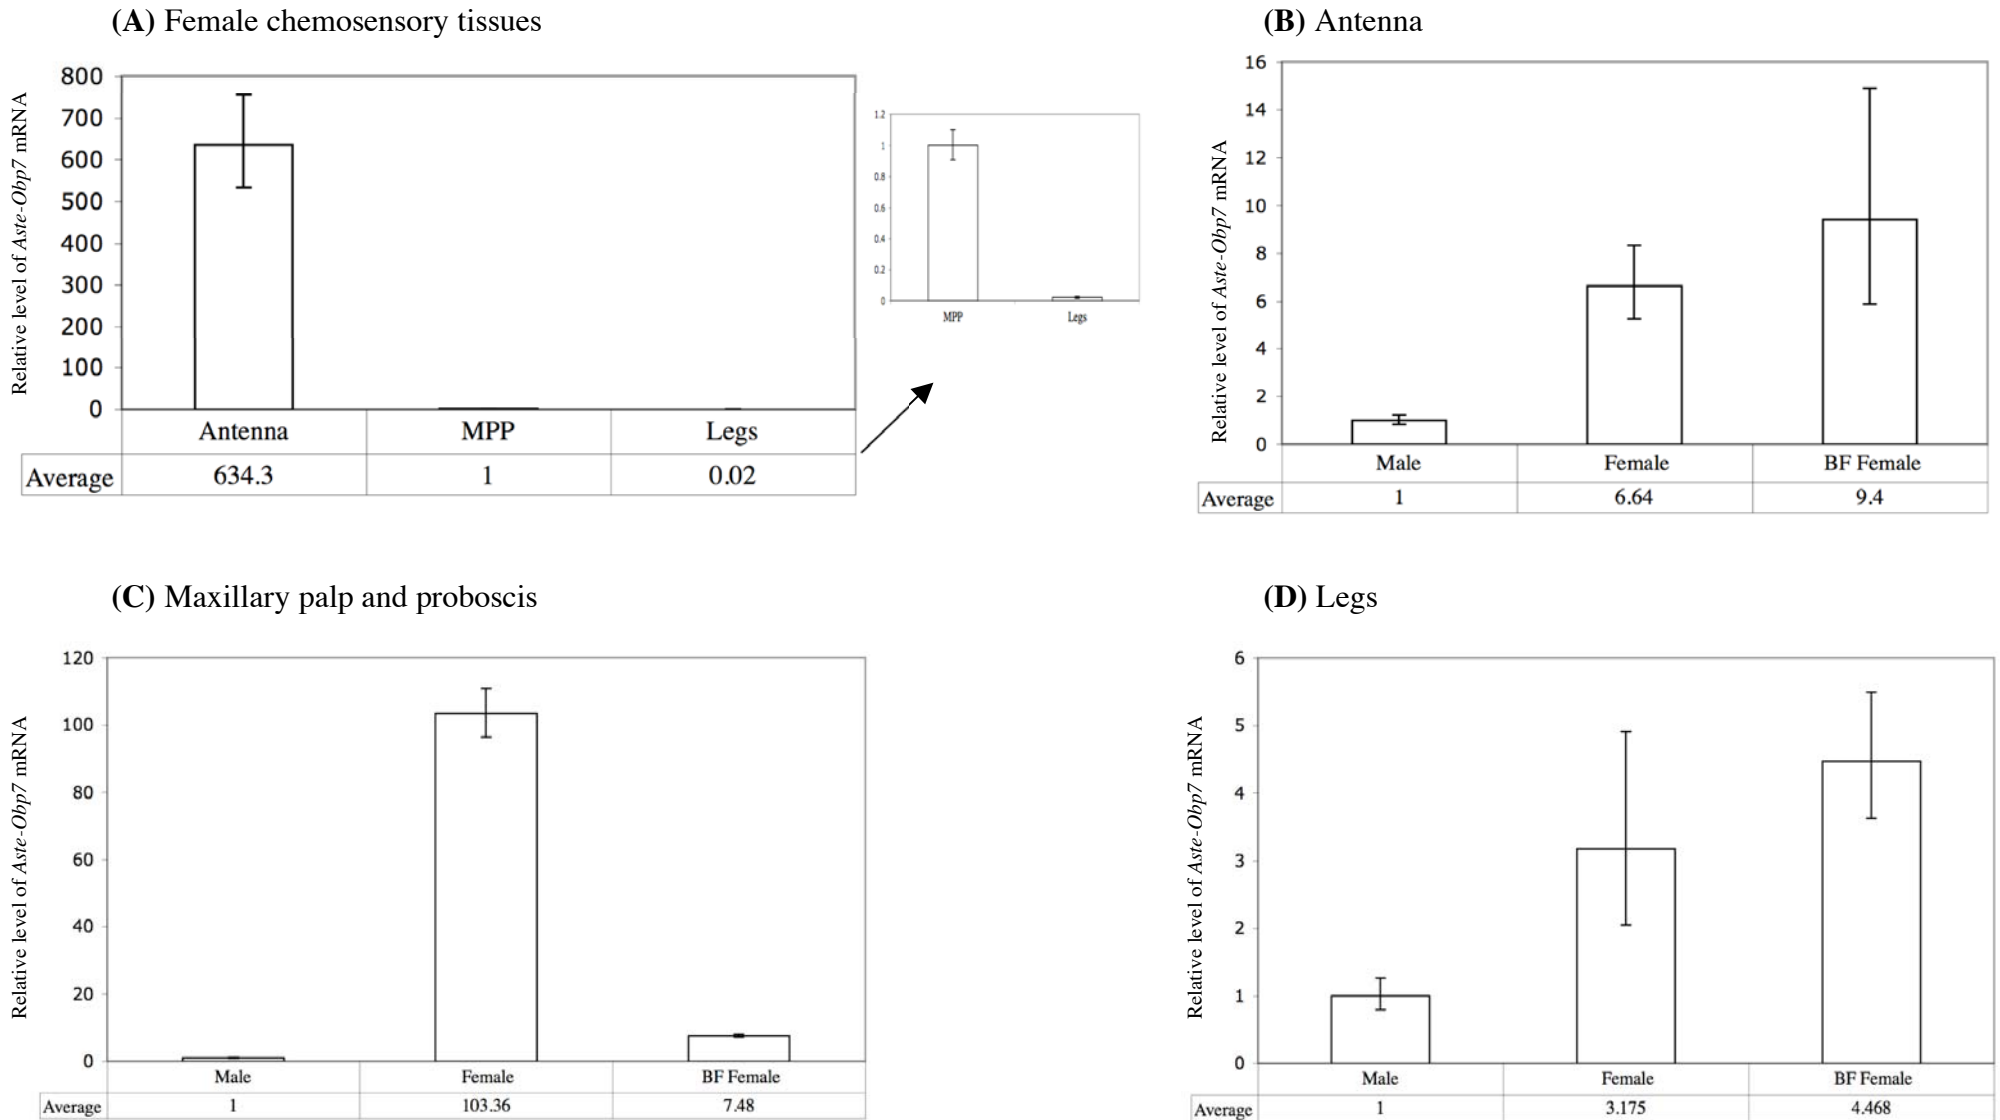 (A) Female chemosensory tissues
Relative level of Aste-Obp7 mRNA
800
700
600
500
400
300
200
100
0
Antenna MPP Legs
Average 634.3 1 0.02
1.2
1
0.8
0.6
0.4
0.2
0
MPP Legs
(B) Antenna
Relative level of Aste-Obp7 mRNA
16
14
12
10
8
6
4
2
0
Male Female BF Female
Average 1 6.64 9.4
(C) Maxillary palp and proboscis
Relative level of Aste-Obp7 mRNA
120
100
80
60
40
20
0
Male Female BF Female
Average 1 103.36 7.48
(D) Legs
Relative level of Aste-Obp7 mRNA
6
5
4
3
2
1
0
Male Female BF Female
Average 1 3.175 4.468